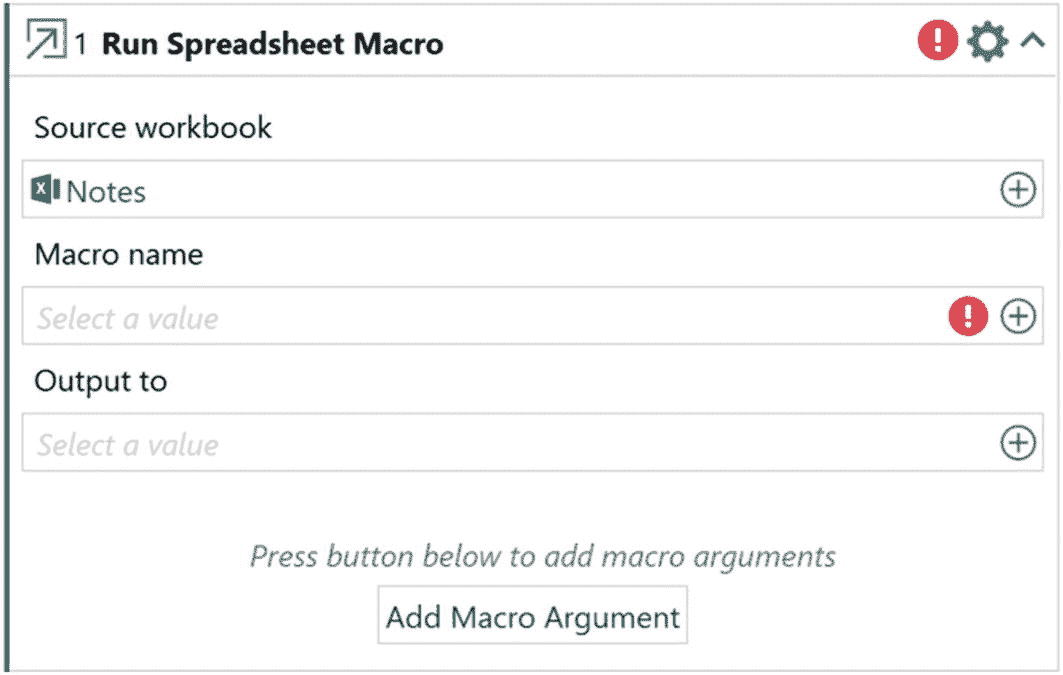 1 Run Spreadsheet Macro
Source workbook
Notes
Macro name
Select a value
Output to
Select a value
Press button below to add macro arguments
Add Macro Argument